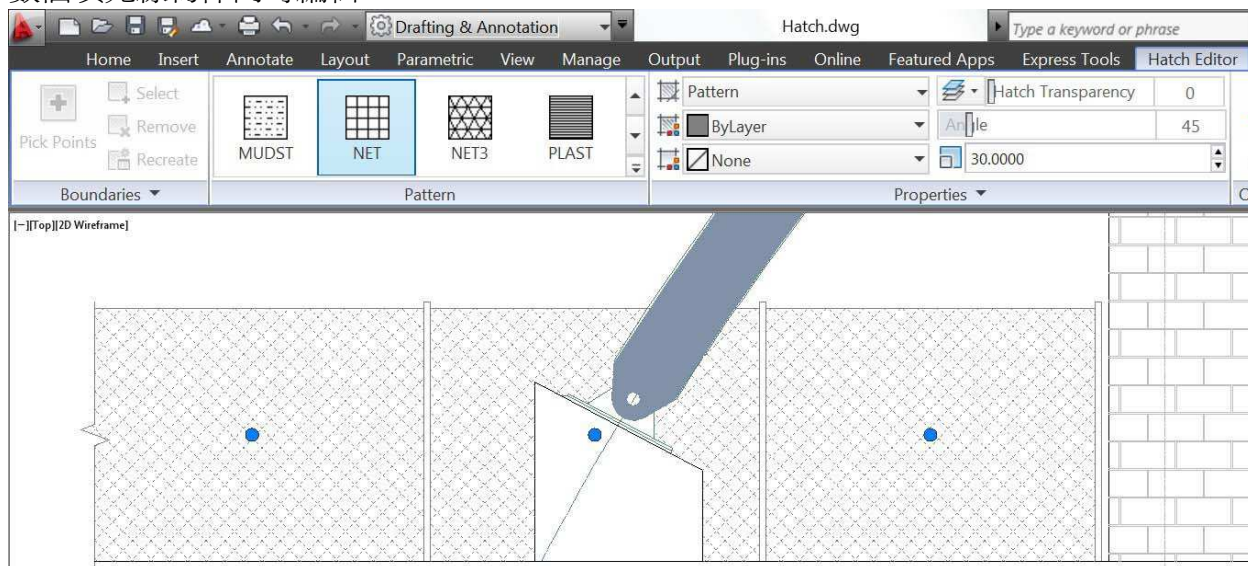 Drafting & Annotation Hatch.dwg Type a keyword or phrase
Home Insert Annotate Layout Parametric View Manage Output Plug-ins Online Featured Apps Express Tools Hatch Editor
Select
Remove
Recreate
Pick Points
MUDST NET NET3 PLAST
Pattern
ByLayer
None
Hatch Transparency 0
Angle 45
30.0000
Boundaries Pattern Properties
[−][Top][2D Wireframe]